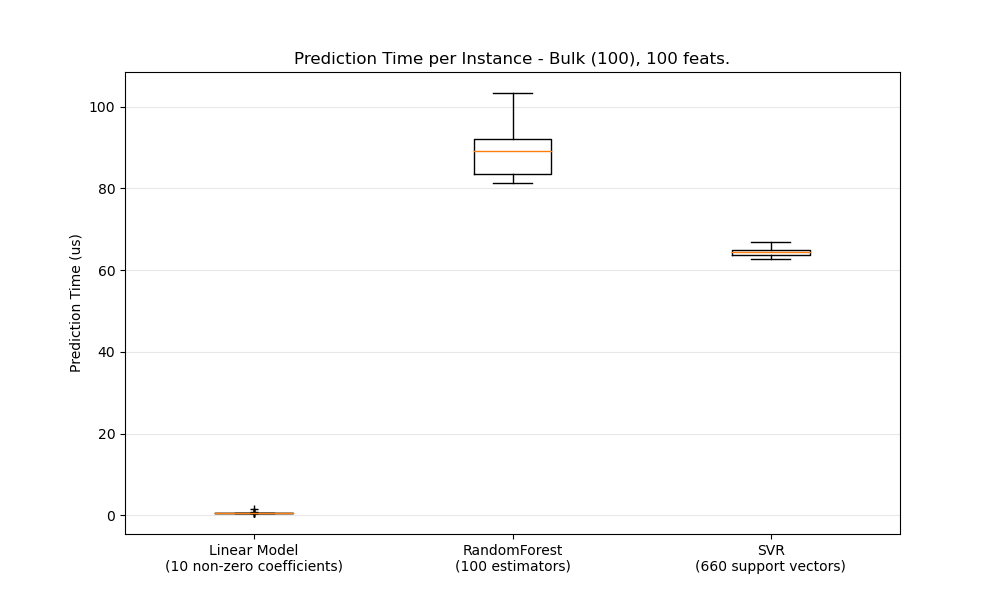 Prediction Time per Instance - Bulk (100), 100 feats.
Prediction Time (us)
100
80
60
40
20
0
Linear Model
(10 non-zero coefficients)
RandomForest
(100 estimators)
SVR
(660 support vectors)